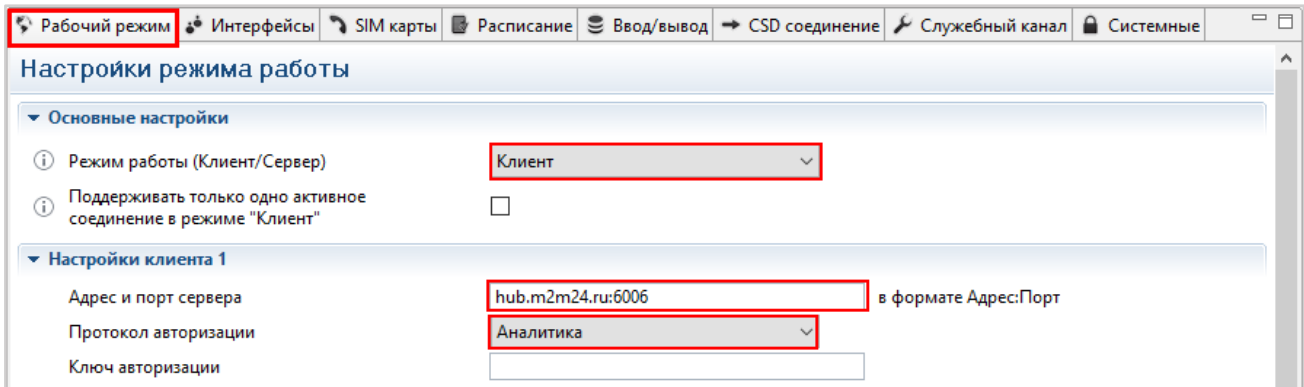 Рабочий режим Интерфейсы SIM карты Расписание Ввод/вывод CSD соединение Служебный канал Системные
Настройки режима работы
Основные настройки
Режим работы (Клиент/Сервер) Клиент
Поддерживать только одно активное
соединение в режиме "Клиент"
Настройки клиента 1
Адрес и порт сервера hub.m2m24.ru:6006 в формате Адрес:Порт
Протокол авторизации Аналитика
Ключ авторизации